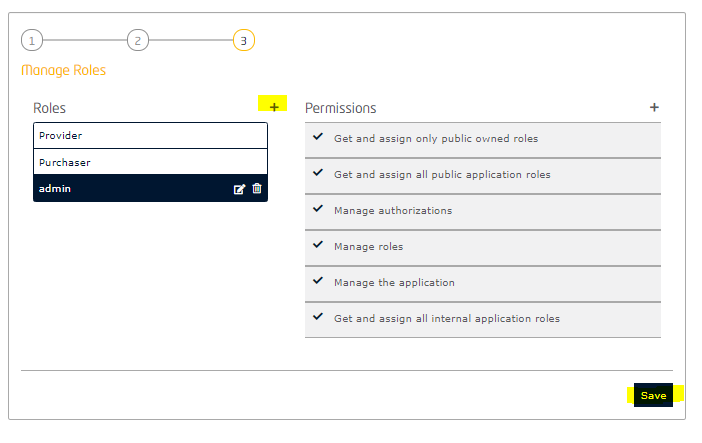 1 2 3
Manage Roles
Roles +
Provider
Purchaser
admin
Permissions +
Get and assign only public owned roles
Get and assign all public application roles
Manage authorizations
Manage roles
Manage the application
Get and assign all internal application roles
Save